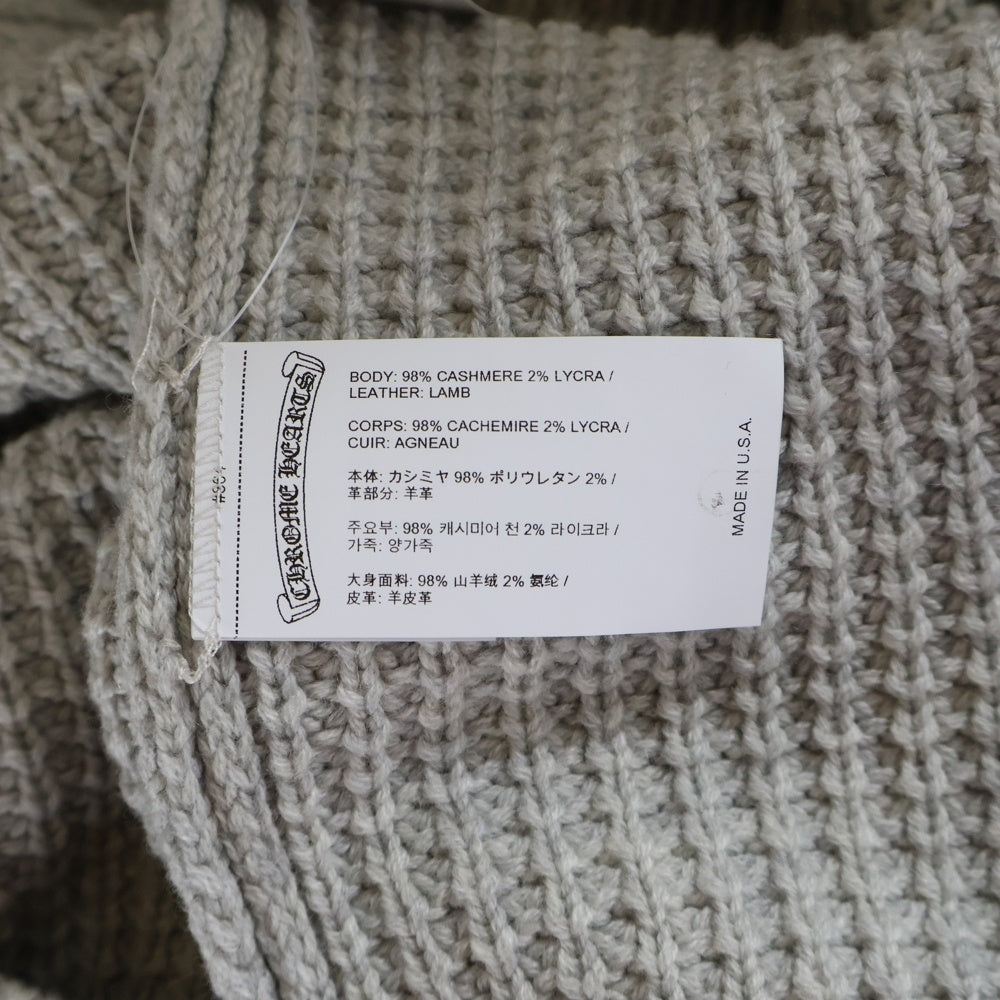 CHROME HEARTS
BODY: 98% CASHMERE 2% LYCRA /
LEATHER: LAMB
CORPS: 98% CACHEMIRE 2% LYCRA /
CUIR: AGNEAU
本体: カシミヤ 98% ポリウレタン 2% /
革部分: 羊革
주요부: 98% 캐시미어 천 2% 라이크라 /
가죽: 양가죽
大身面料: 98% 山羊绒 2% 氨纶 /
皮革: 羊皮革
MADE IN U.S.A.